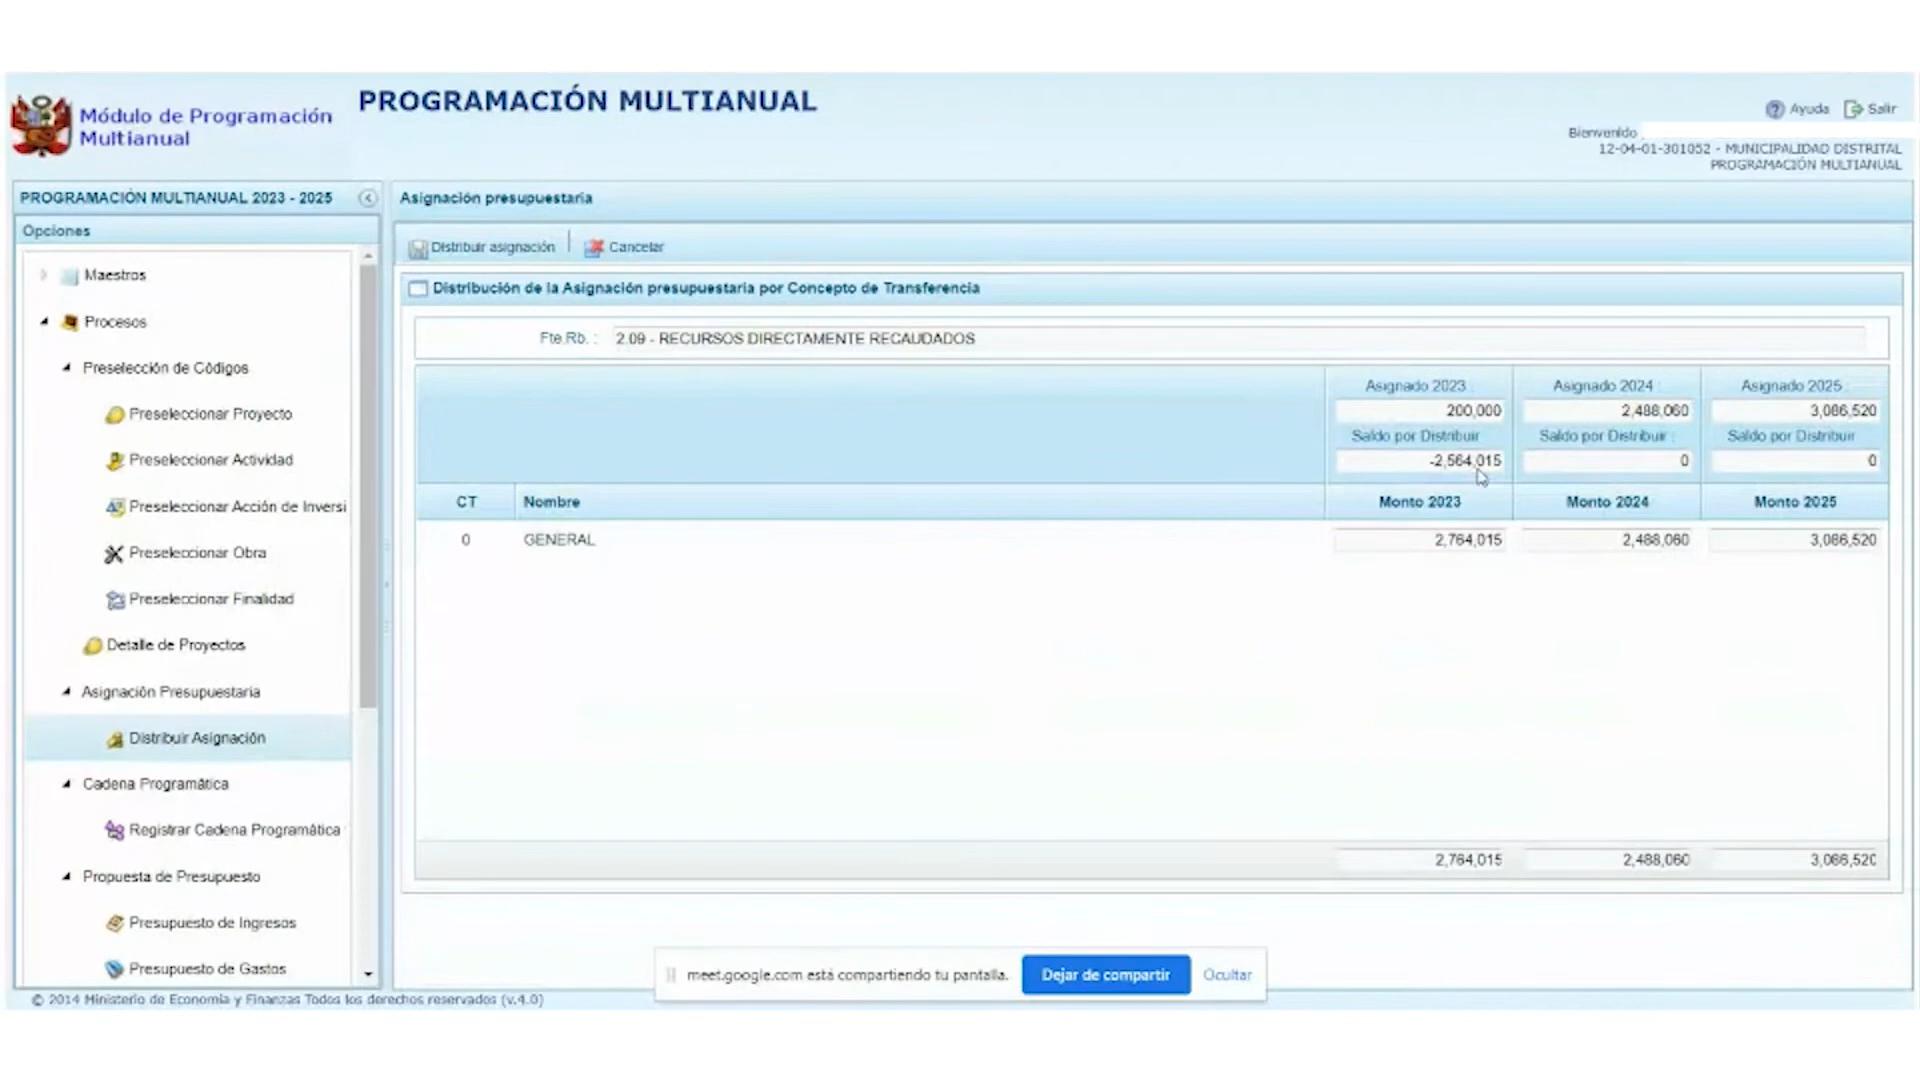 Módulo de Programación
Multianual
PROGRAMACIÓN MULTIANUAL
Ayuda
Salir
Bienvenido
12-04-01-301052 - MUNICIPALIDAD DISTRITAL
PROGRAMACIÓN MULTIANUAL
PROGRAMACIÓN MULTIANUAL 2023 - 2025
Opciones
Maestros
Procesos
Preselección de Códigos
Preseleccionar Proyecto
Preseleccionar Actividad
Preseleccionar Acción de Inversi
Preseleccionar Obra
Preseleccionar Finalidad
Detalle de Proyectos
Asignación Presupuestaria
Distribuir Asignación
Cadena Programática
Registrar Cadena Programática
Propuesta de Presupuesto
Presupuesto de Ingresos
Presupuesto de Gastos
Asignación presupuestaria
Distribuir asignación
Cancelar
Distribución de la Asignación presupuestaria por Concepto de Transferencia
Fte.Rb. : 2.09 - RECURSOS DIRECTAMENTE RECAUDADOS
Asignado 2023 : Asignado 2024 : Asignado 2025 :
200,000 2,488,060 3,086,520
Saldo por Distribuir Saldo por Distribuir : Saldo por Distribuir
-2,564,015 0 0
CT Nombre Monto 2023 Monto 2024 Monto 2025
0 GENERAL 2,764,015 2,488,060 3,086,520
2,764,015 2,488,060 3,086,520
meet.google.com está compartiendo tu pantalla.
Dejar de compartir
Ocultar
© 2014 Ministerio de Economía y Finanzas Todos los derechos reservados (v.4.0)